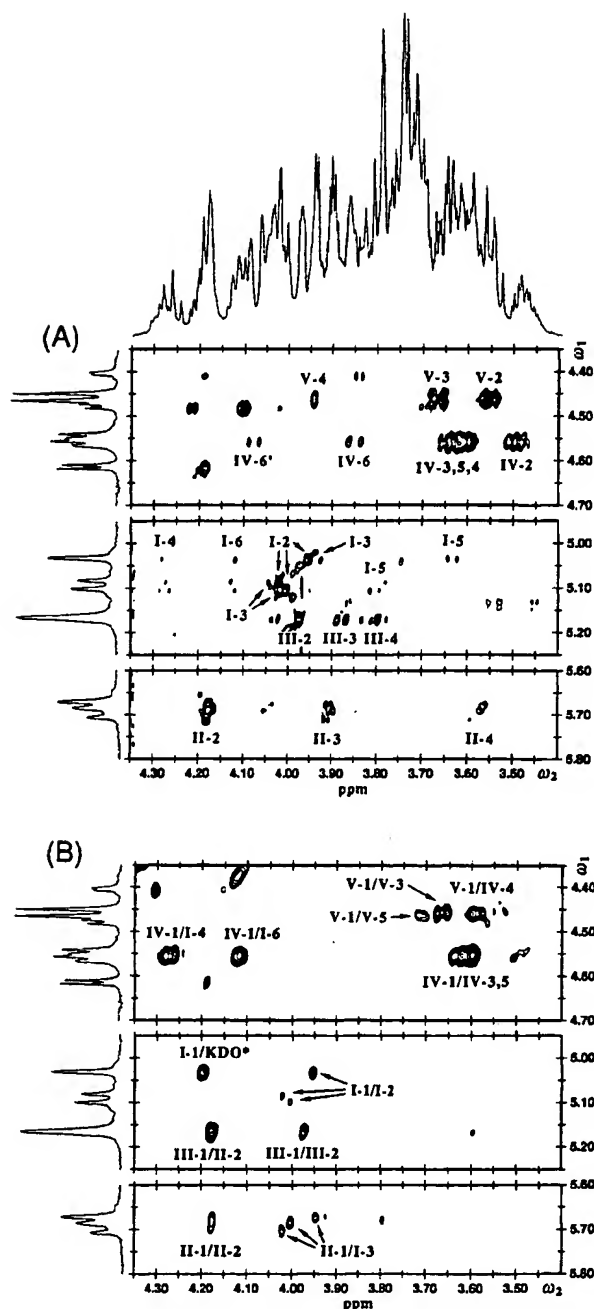 (A)
ω1
4.40
V-4 V-3 V-2
4.50
IV-6' IV-6 IV-3,5,4 IV-2
4.60
4.70
I-4 I-6 I-2 I-3 I-5
5.00
I-5
5.10
I-3
III-2 III-3 III-4
5.20
5.60
5.70
II-2 II-3 II-4
5.80
4.30 4.20 4.10 4.00 3.90 3.80 3.70 3.60 3.50 ω2
ppm
(B)
ω1
V-1/V-3 V-1/IV-4
4.40
V-1/V-5
IV-1/I-4 IV-1/I-6
4.50
IV-1/IV-3,5
4.60
4.70
I-1/KDO*
5.00
I-1/I-2
5.10
III-1/II-2 III-1/III-2
5.20
5.60
5.70
II-1/II-2 II-1/I-3
5.80
4.30 4.20 4.10 4.00 3.90 3.80 3.70 3.60 3.50 ω2
ppm